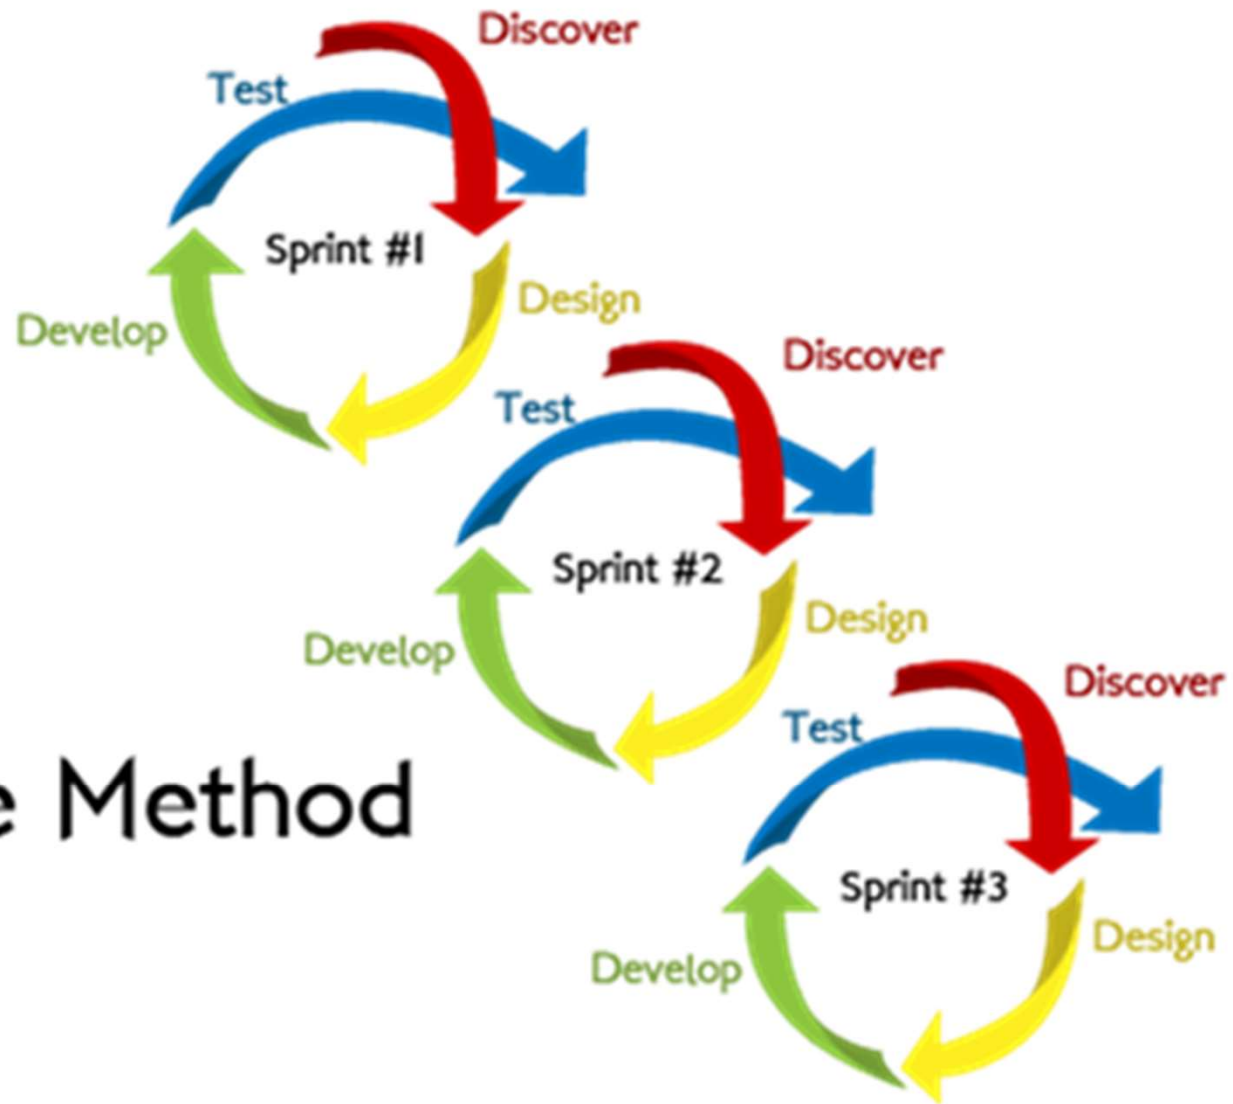 Discover
Test
Sprint #1
Design
Develop
Discover
Test
Sprint #2
Design
Develop
Discover
Test
Sprint #3
Design
Develop
e Method